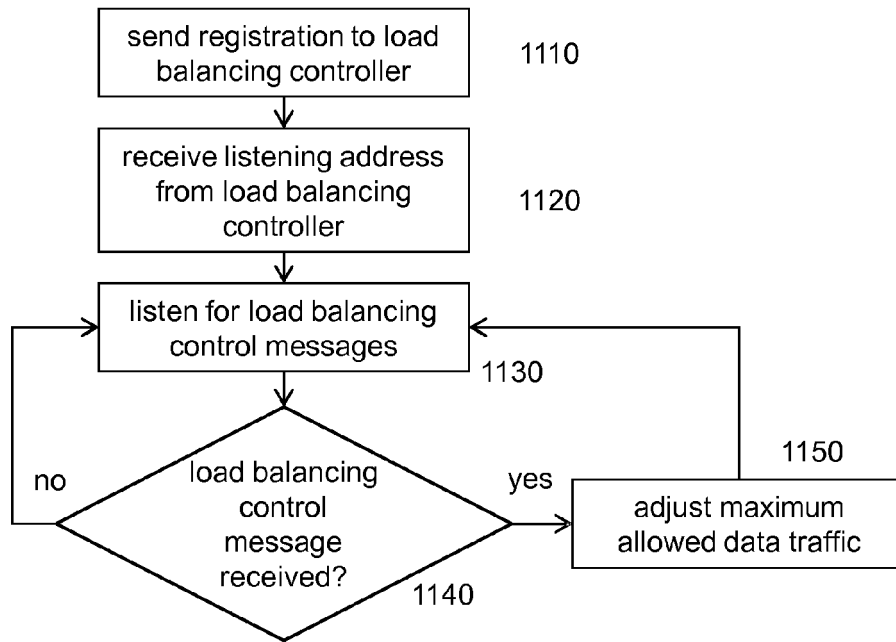 send registration to load
balancing controller
1110
receive listening address
from load balancing
controller
1120
listen for load balancing
control messages
1130
load balancing
control
message
received?
1140
no
yes
1150
adjust maximum
allowed data traffic